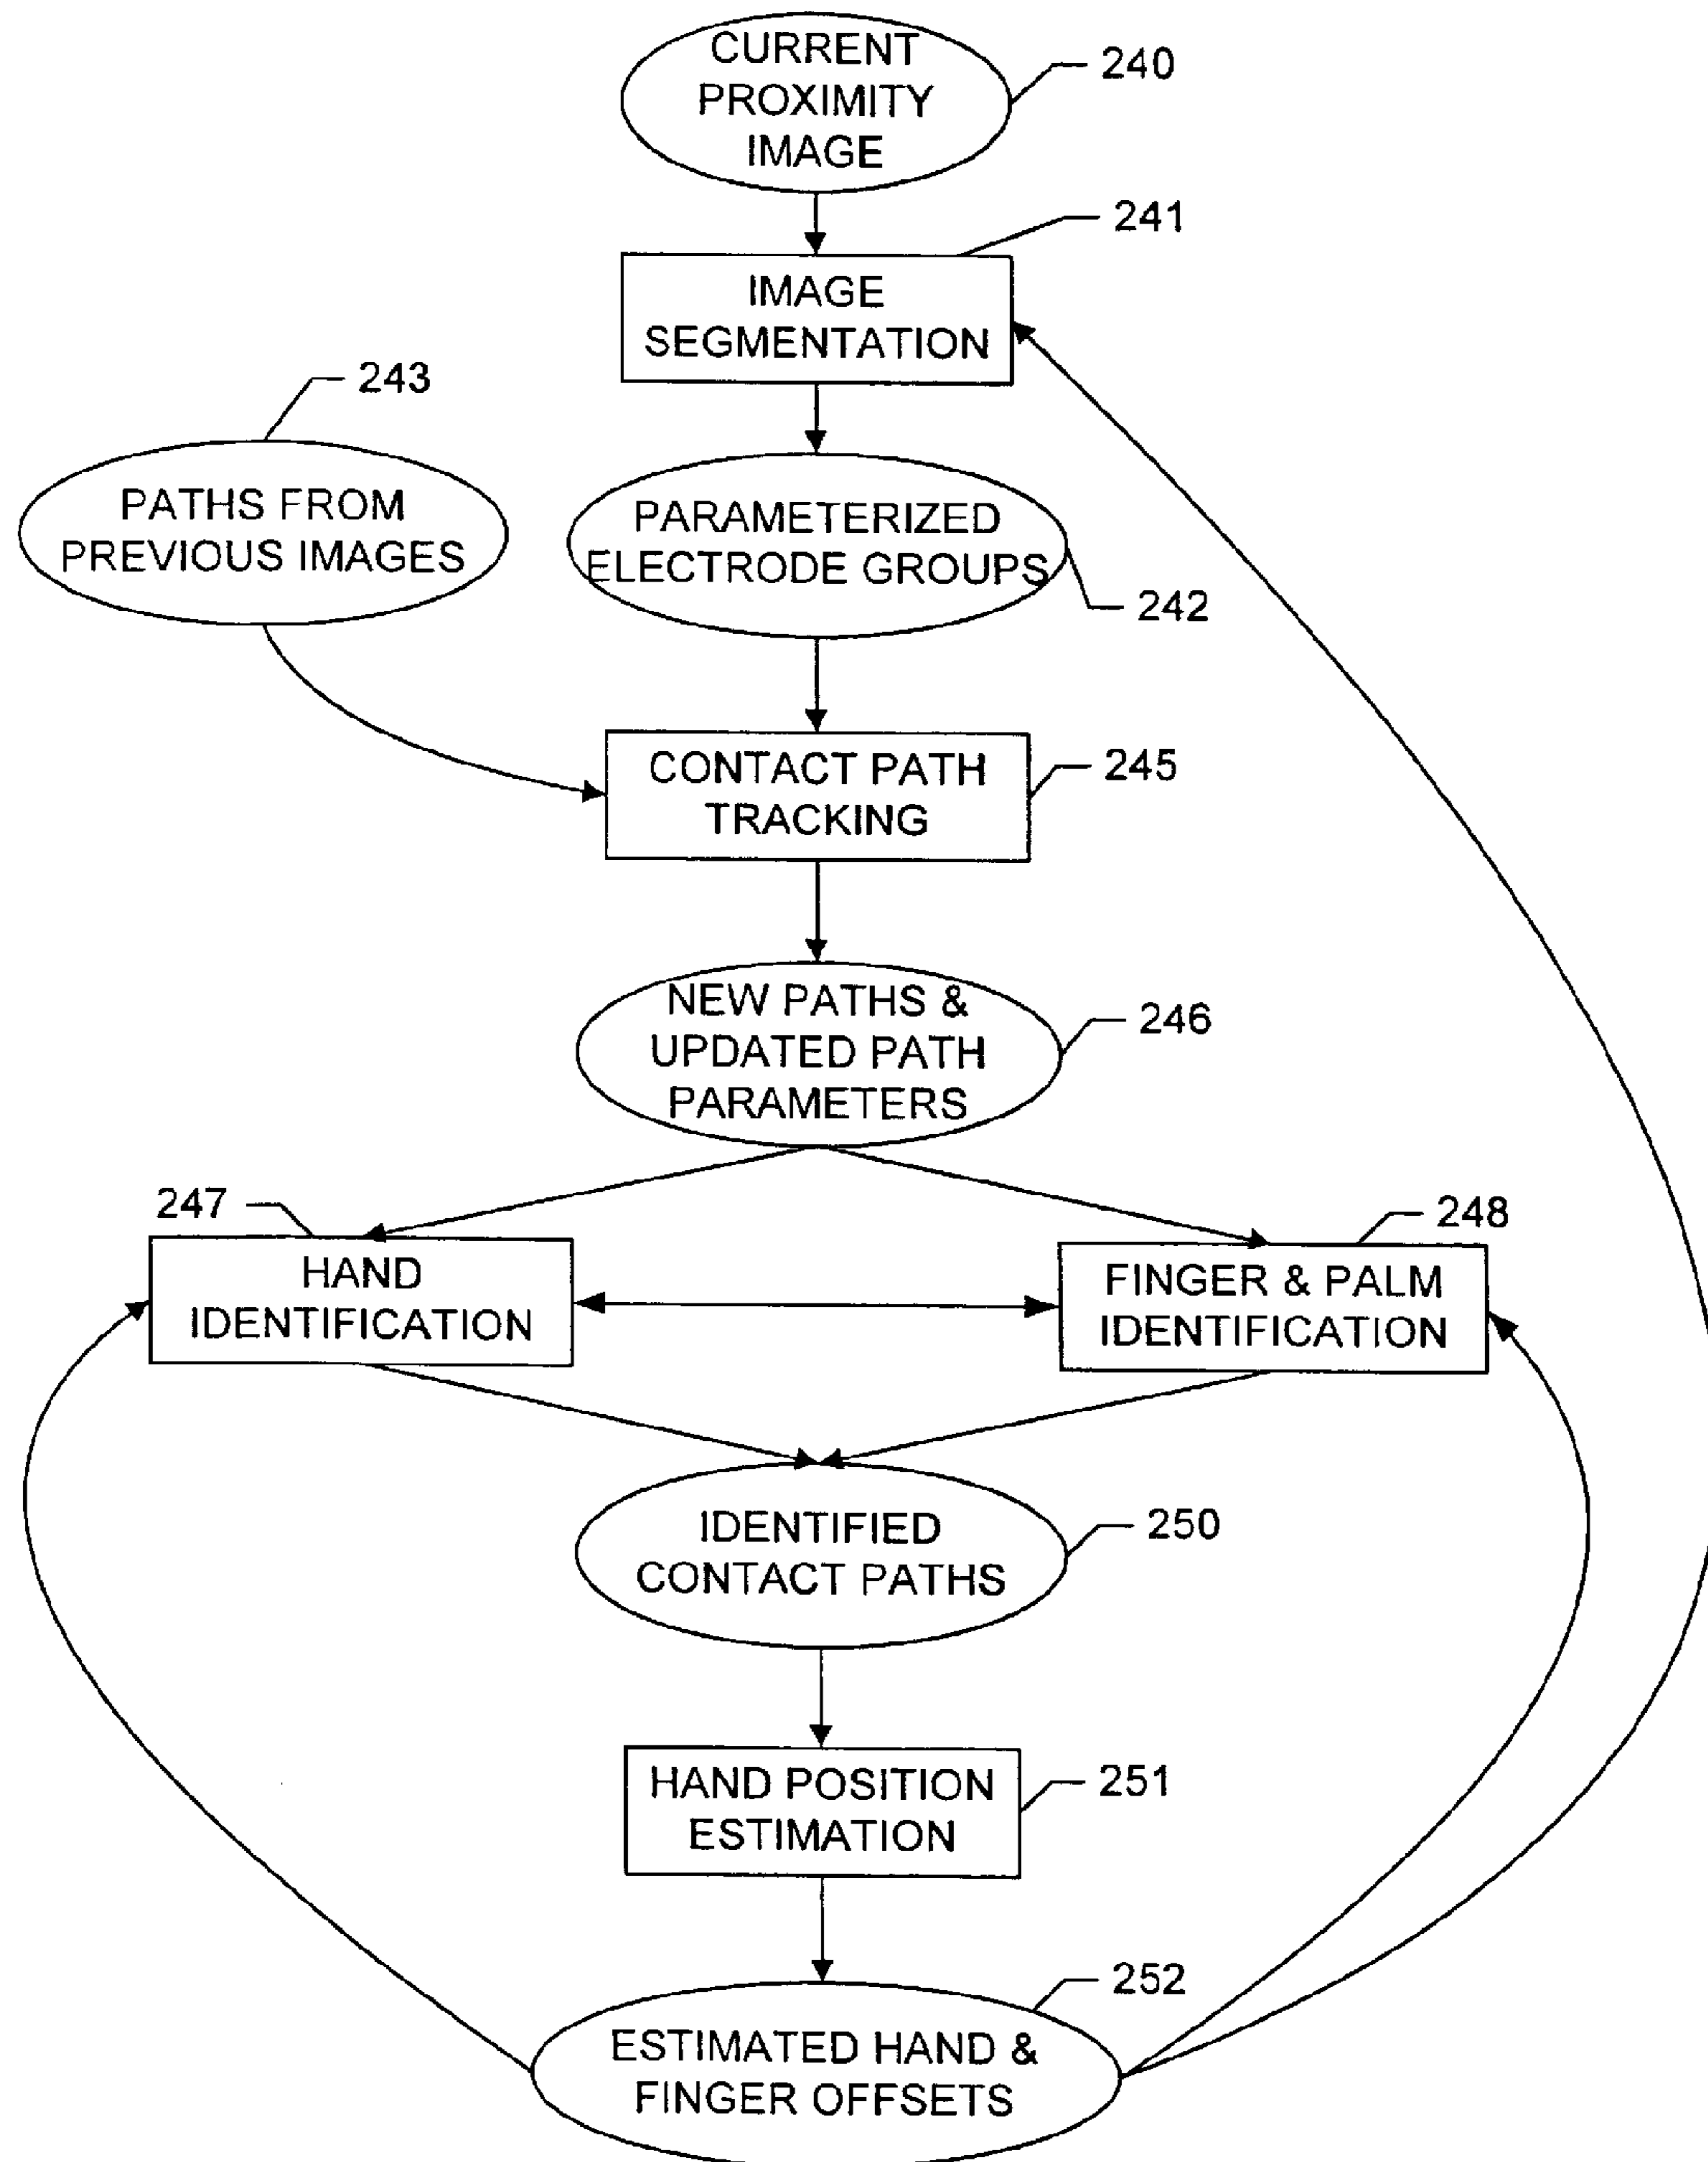 CURRENT
PROXIMITY
IMAGE
240
241
IMAGE
SEGMENTATION
243
PATHS FROM
PREVIOUS IMAGES
PARAMETERIZED
ELECTRODE GROUPS
242
CONTACT PATH
TRACKING
245
NEW PATHS &
UPDATED PATH
PARAMETERS
246
247
HAND
IDENTIFICATION
248
FINGER & PALM
IDENTIFICATION
IDENTIFIED
CONTACT PATHS
250
HAND POSITION
ESTIMATION
251
252
ESTIMATED HAND &
FINGER OFFSETS